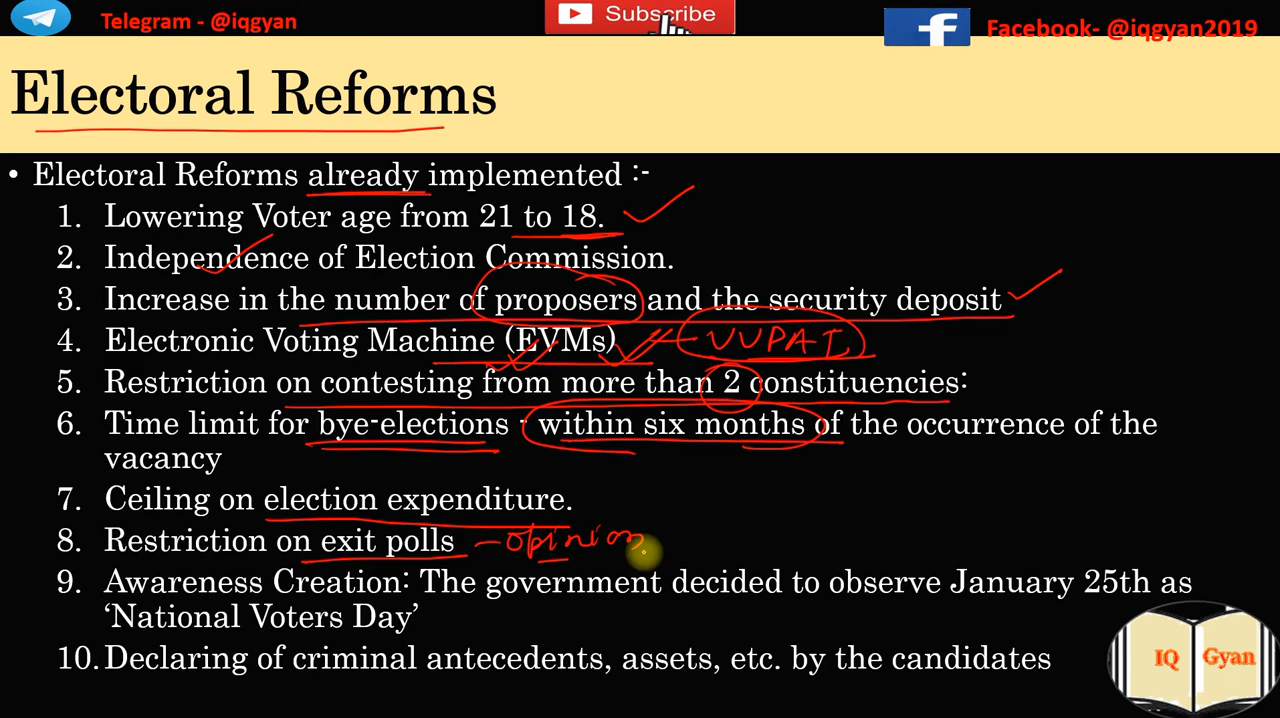 Telegram - @iqgyan
Subscribe
Facebook- @iqgyan2019
Electoral Reforms
• Electoral Reforms already implemented :-
1. Lowering Voter age from 21 to 18.
2. Independence of Election Commission.
3. Increase in the number of proposers and the security deposit
4. Electronic Voting Machine (EVMs) VVPAT
5. Restriction on contesting from more than 2 constituencies:
6. Time limit for bye-elections - within six months of the occurrence of the
vacancy
7. Ceiling on election expenditure.
8. Restriction on exit polls - opinion
9. Awareness Creation: The government decided to observe January 25th as
‘National Voters Day’
10. Declaring of criminal antecedents, assets, etc. by the candidates
IQ Gyan